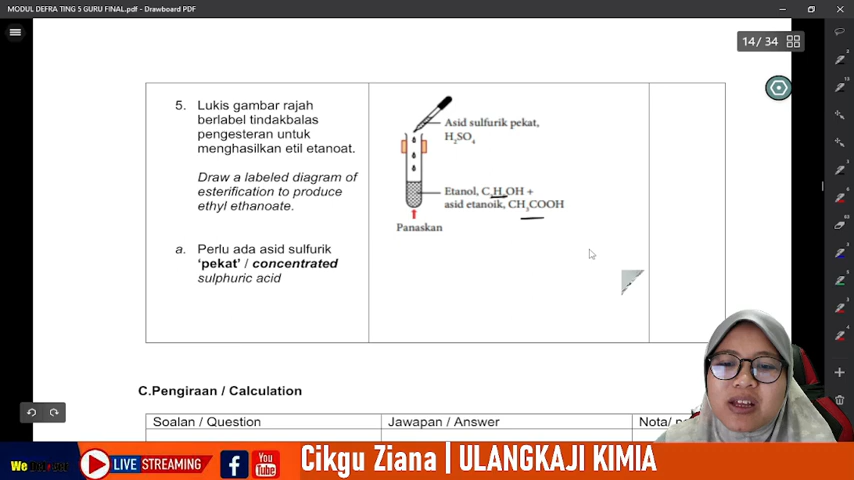 MODUL DEFRA TING 5 GURU FINAL.pdf - Drawboard PDF
14 / 34
5. Lukis gambar rajah
berlabel tindakbalas
pengesteran untuk
menghasilkan etil etanoat.
Draw a labeled diagram of
esterification to produce
ethyl ethanoate.
a. Perlu ada asid sulfurik
'pekat' / concentrated
sulphuric acid
Asid sulfurik pekat,
H₂SO₄
Etanol, C₂H₅OH +
asid etanoik, CH₃COOH
Panaskan
C.Pengiraan / Calculation
Soalan / Question
Jawapan / Answer
Nota/
LIVE STREAMING
You
Tube
Cikgu Ziana | ULANGKAJI KIMIA